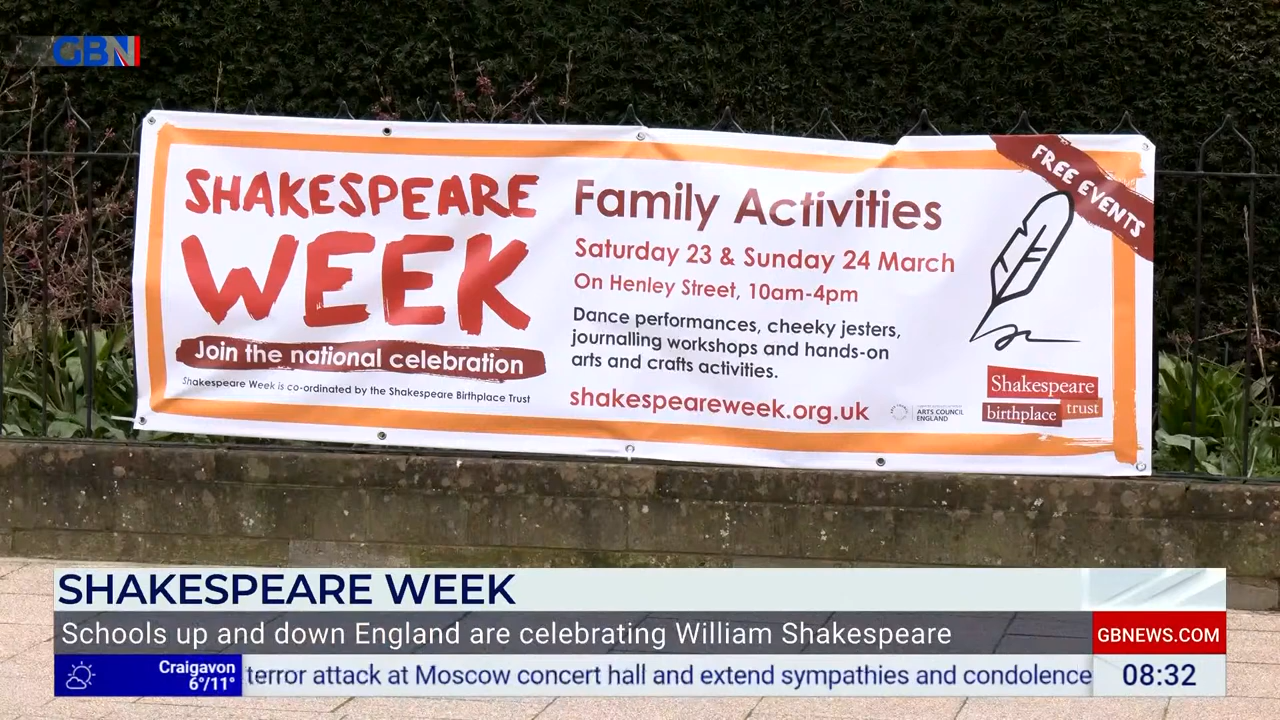 GBN
SHAKESPEARE
WEEK
Join the national celebration
Shakespeare Week is co-ordinated by the Shakespeare Birthplace Trust
Family Activities
Saturday 23 & Sunday 24 March
On Henley Street, 10am-4pm
Dance performances, cheeky jesters,
journalling workshops and hands-on
arts and crafts activities.
shakespeareweek.org.uk
ARTS COUNCIL
ENGLAND
FREE EVENTS
Shakespeare
birthplace trust
SHAKESPEARE WEEK
Schools up and down England are celebrating William Shakespeare
GBNEWS.COM
Craigavon
6°/11°
terror attack at Moscow concert hall and extend sympathies and condolence
08:32